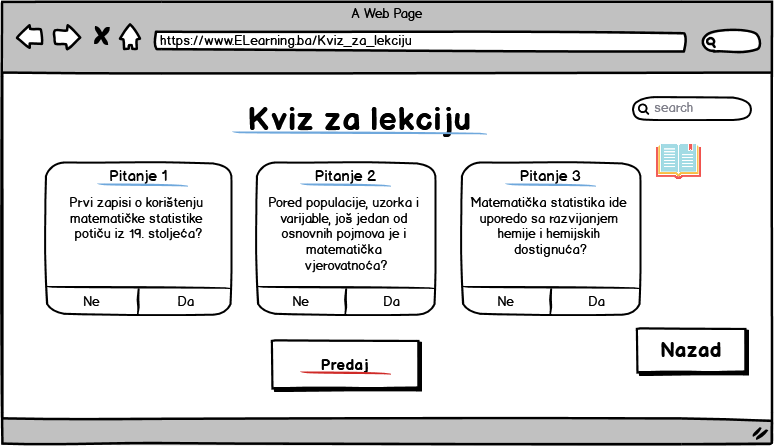 A Web Page
https://www.ELearning.ba/Kviz_za_lekciju
Kviz za lekciju
search
Pitanje 1
Prvi zapisi o korištenju
matematičke statistike
potiču iz 19. stoljeća?
Ne
Da
Pitanje 2
Pored populacije, uzorka i
varijable, još jedan od
osnovnih pojmova je i
matematička
vjerovatnoća?
Ne
Da
Pitanje 3
Matematička statistika ide
uporedo sa razvijanjem
hemije i hemijskih
dostignuća?
Ne
Da
Predaj
Nazad